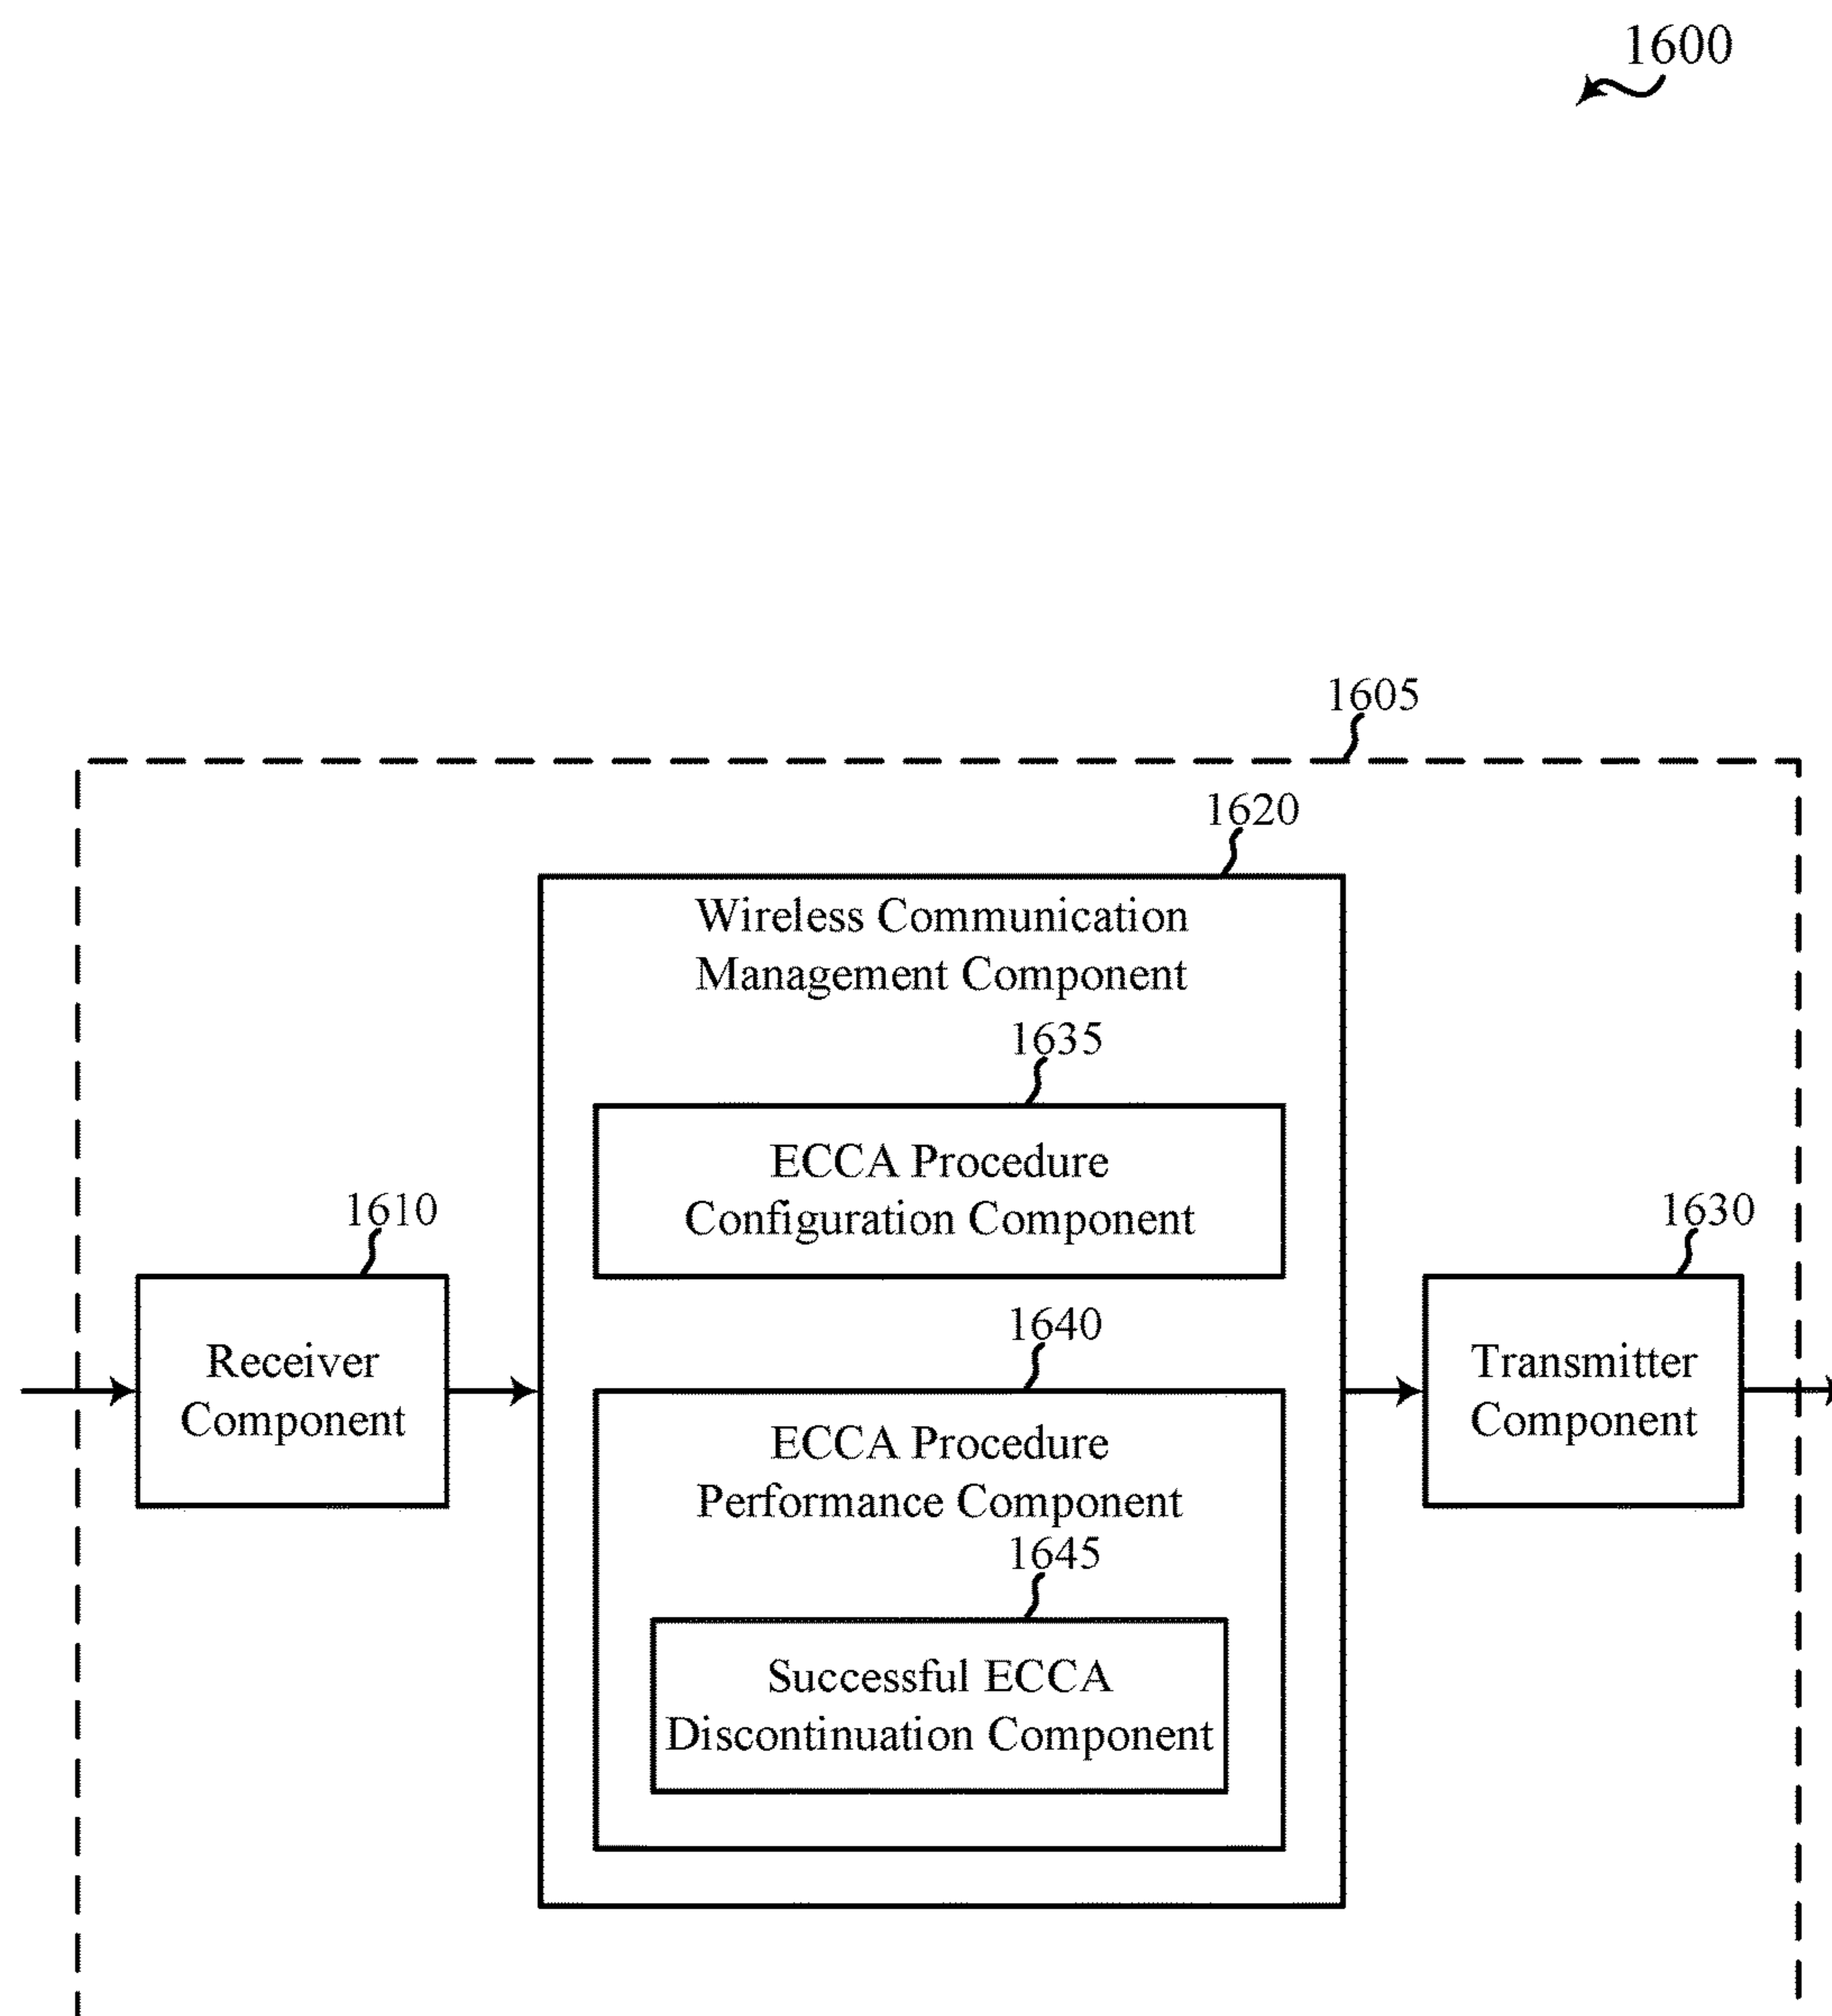 1600
1605
1620
Wireless Communication
Management Component
1635
ECCA Procedure
Configuration Component
1610
Receiver
Component
1640
ECCA Procedure
Performance Component
1645
Successful ECCA
Discontinuation Component
1630
Transmitter
Component